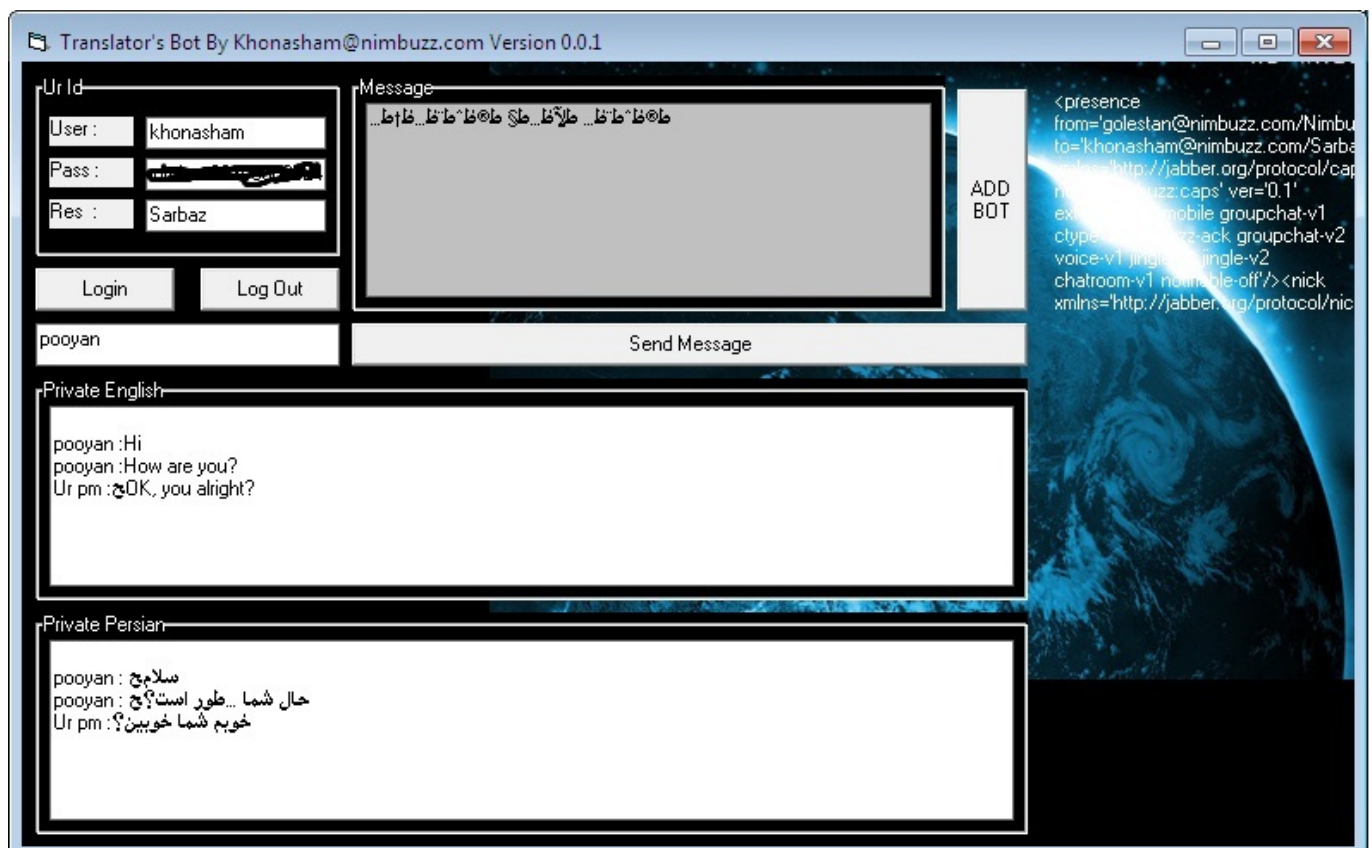 Translator's Bot By Khonasham@nimbuzz.com Version 0.0.1
Ur Id
User :
khonasham
Pass :
Res :
Sarbaz
Login
Log Out
pooyan
Message
ADD
BOT
Send Message
<presence
from='golestan@nimbuzz.com/Nimbu
to='khonasham@nimbuzz.com/Sarba
='http://jabber.org/protocol/cap
caps' ver='0.1'
mobile groupchat-v1
-ack groupchat-v2
voice-v1 jingle-v2
chatroom-v1 /><nick
xmlns='http://jabber.org/protocol/nic
Private English
pooyan :Hi
pooyan :How are you?
Ur pm :خOK, you alright?
Private Persian
pooyan : سلامخ
pooyan : حال شما ...طور است؟خ
Ur pm : خوبم شما خوبین؟